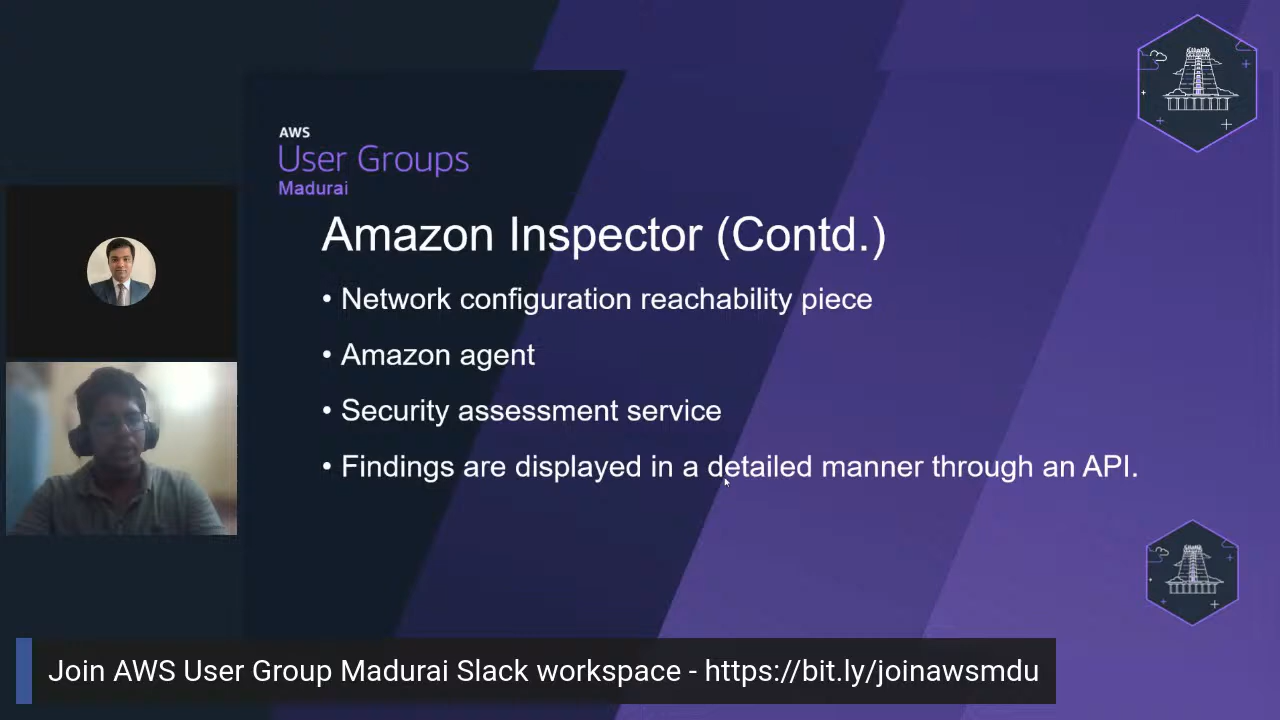 AWS
User Groups
Madurai
Amazon Inspector (Contd.)
• Network configuration reachability piece
• Amazon agent
• Security assessment service
• Findings are displayed in a detailed manner through an API.
Join AWS User Group Madurai Slack workspace - https://bit.ly/joinawsmdu